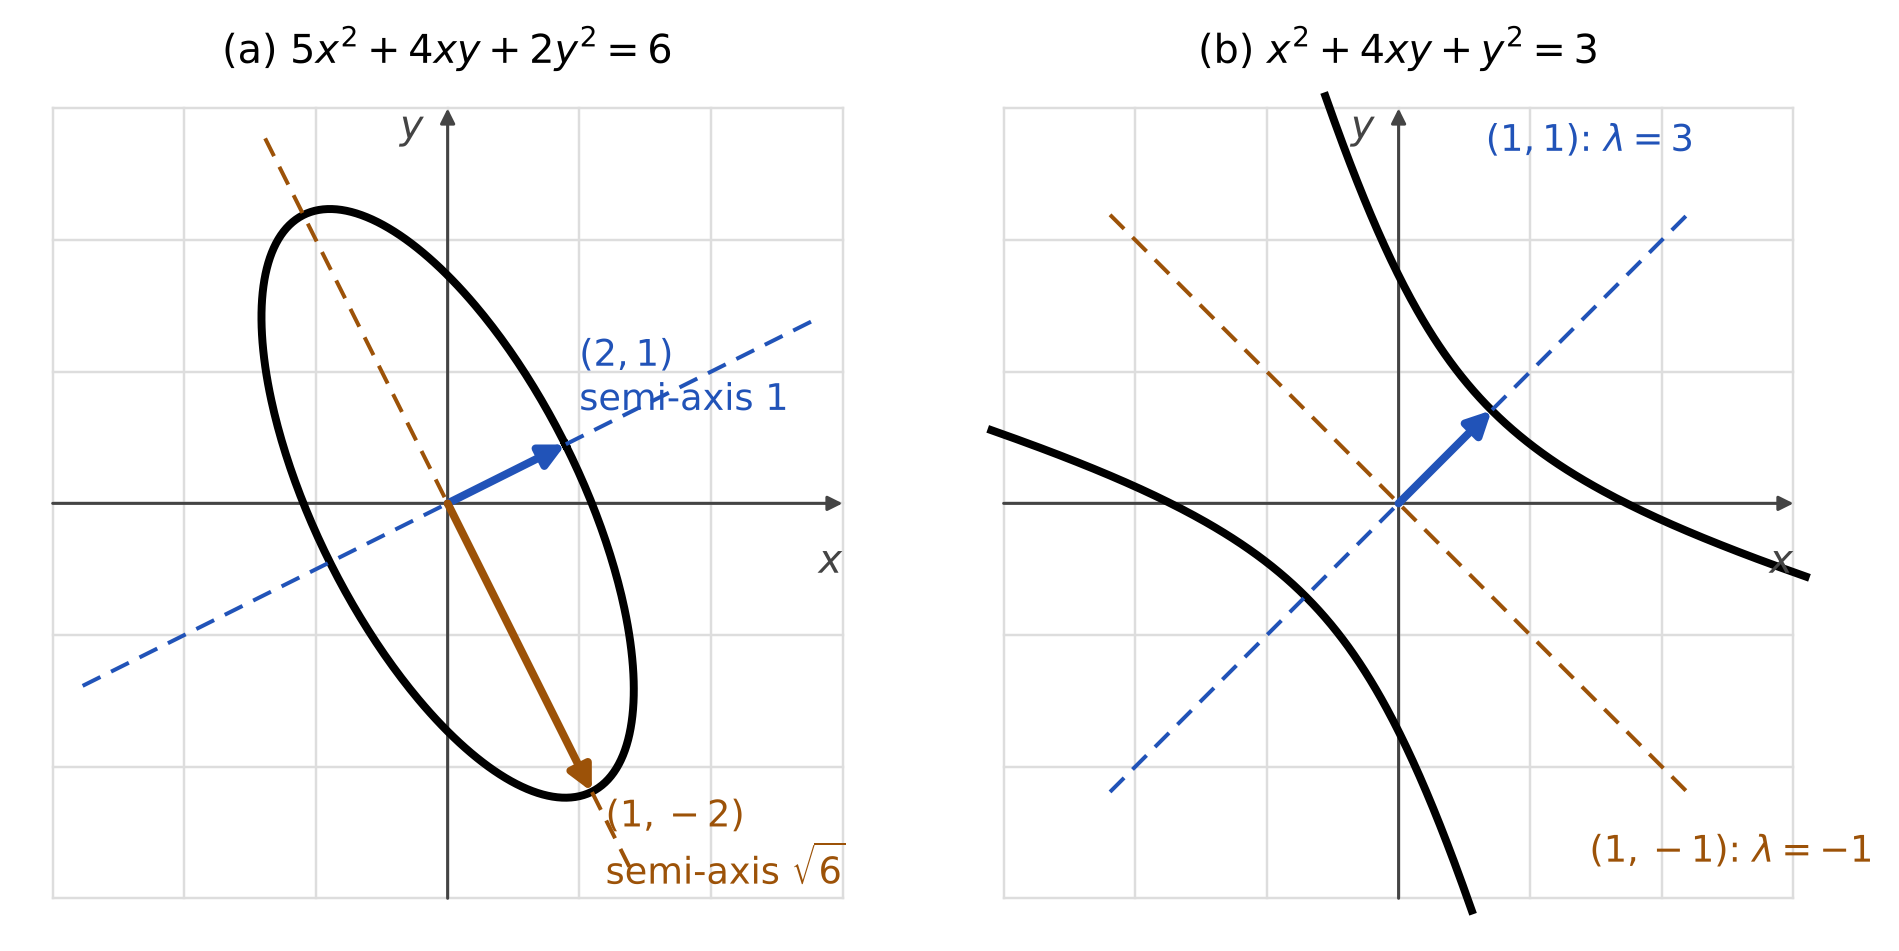 (a) 5x² + 4xy + 2y² = 6
y
(2, 1)
semi-axis 1
x
(1, −2)
semi-axis √6
(b) x² + 4xy + y² = 3
y
(1, 1): λ = 3
x
(1, −1): λ = −1